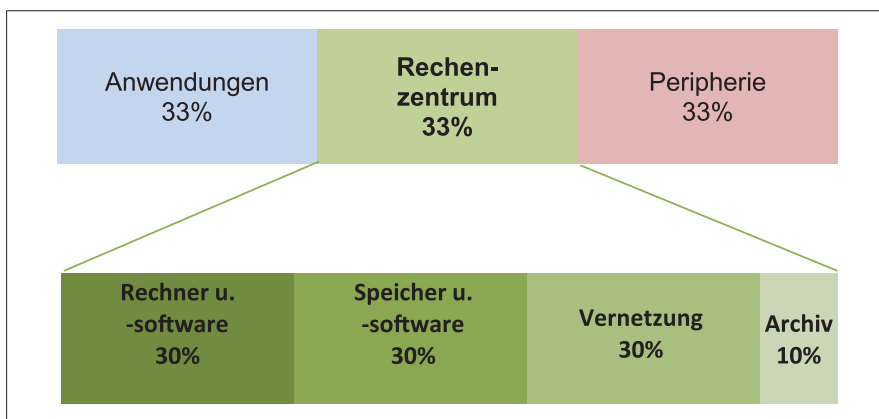 Anwendungen
33%
Rechen-
zentrum
33%
Peripherie
33%
Rechner u.
-software
30%
Speicher u.
-software
30%
Vernetzung
30%
Archiv
10%